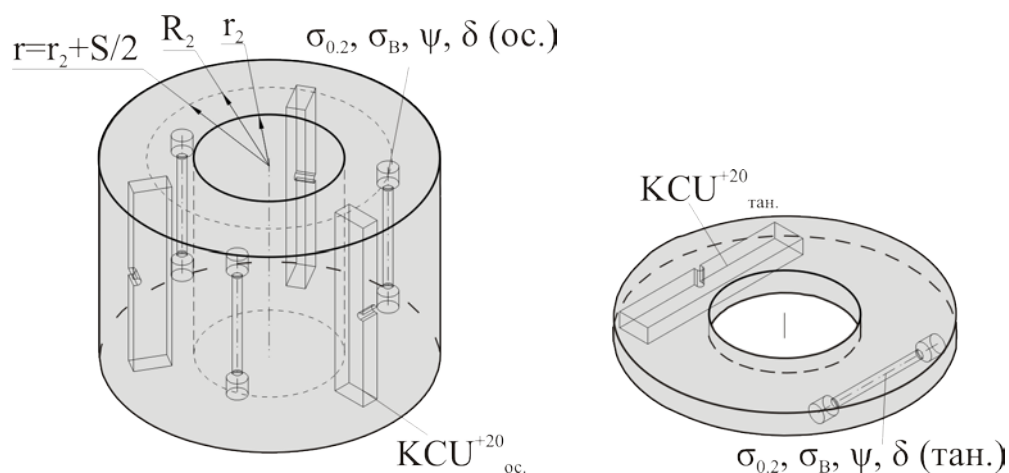 r=r₂+S/2
R₂
r₂
σ₀.₂, σв, ψ, δ (ос.)
KCU⁺²⁰ос.
KCU⁺²⁰тан.
σ₀.₂, σв, ψ, δ (тан.)